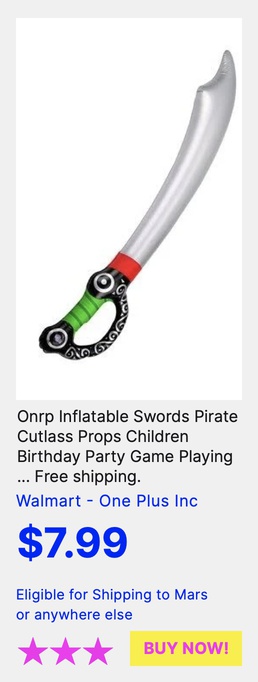 Onrp Inflatable Swords Pirate
Cutlass Props Children
Birthday Party Game Playing
... Free shipping.
Walmart - One Plus Inc
$7.99
Eligible for Shipping to Mars
or anywhere else
BUY NOW!